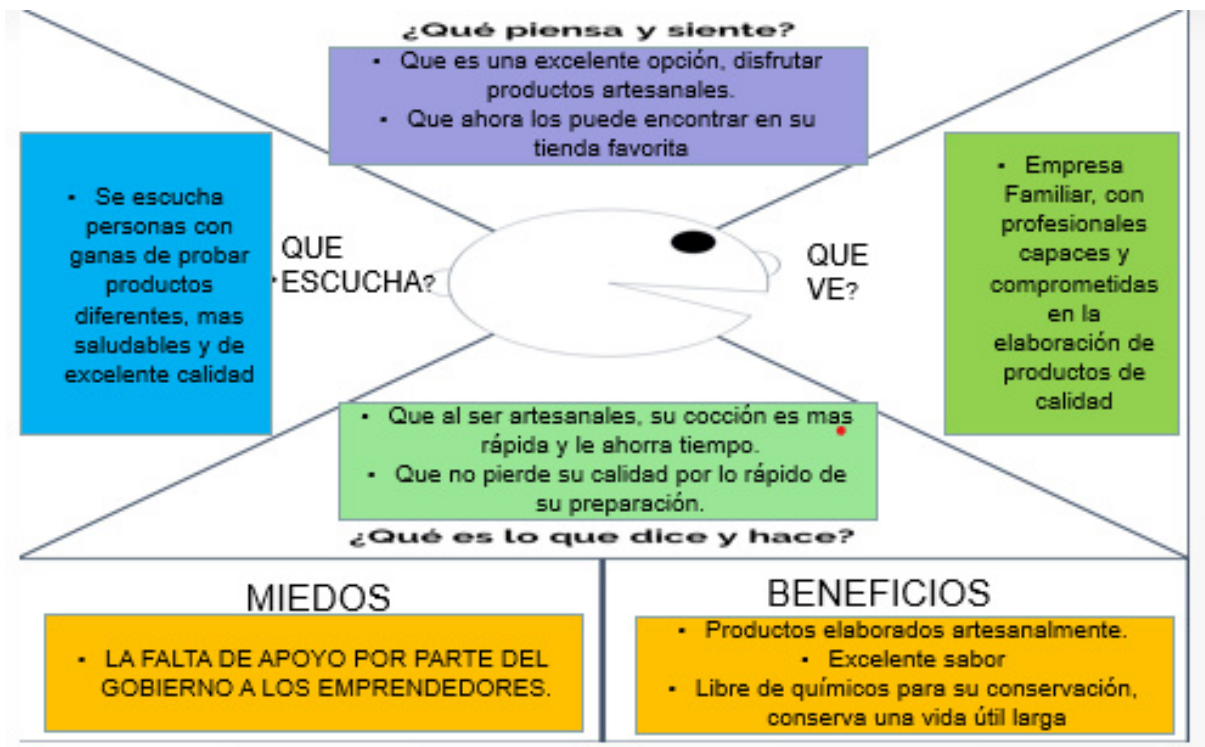 ¿Qué piensa y siente?
▪ Que es una excelente opción, disfrutar
productos artesanales.
▪ Que ahora los puede encontrar en su
tienda favorita
▪ Se escucha
personas con
ganas de probar
productos
diferentes, mas
saludables y de
excelente calidad
QUE
ESCUCHA?
QUE
VE?
▪ Empresa
Familiar, con
profesionales
capaces y
comprometidas
en la
elaboración de
productos de
calidad
▪ Que al ser artesanales, su cocción es mas
rápida y le ahorra tiempo.
▪ Que no pierde su calidad por lo rápido de
su preparación.
¿Qué es lo que dice y hace?
MIEDOS
▪ LA FALTA DE APOYO POR PARTE DEL
GOBIERNO A LOS EMPRENDEDORES.
BENEFICIOS
▪ Productos elaborados artesanalmente.
▪ Excelente sabor
▪ Libre de químicos para su conservación,
conserva una vida útil larga